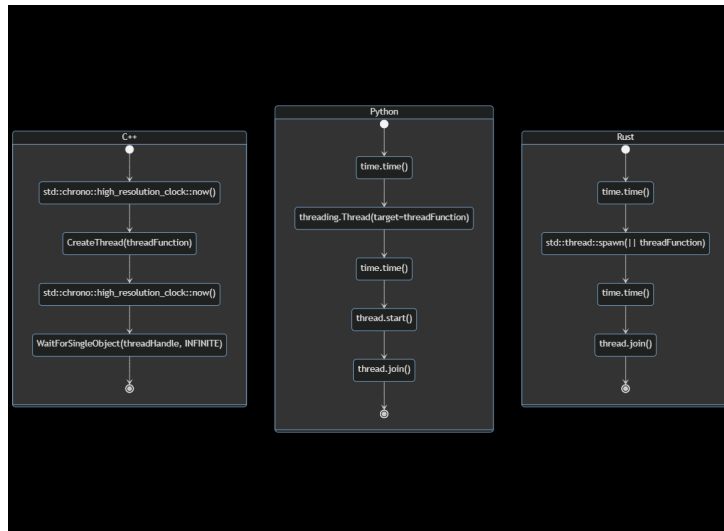 C++
std::chrono::high_resolution_clock::now()
CreateThread(threadFunction)
std::chrono::high_resolution_clock::now()
WaitForSingleObject(threadHandle, INFINITE)
Python
time.time()
threading.Thread(target=threadFunction)
time.time()
thread.start()
thread.join()
Rust
time.time()
std::thread::spawn(|| threadFunction)
time.time()
thread.join()